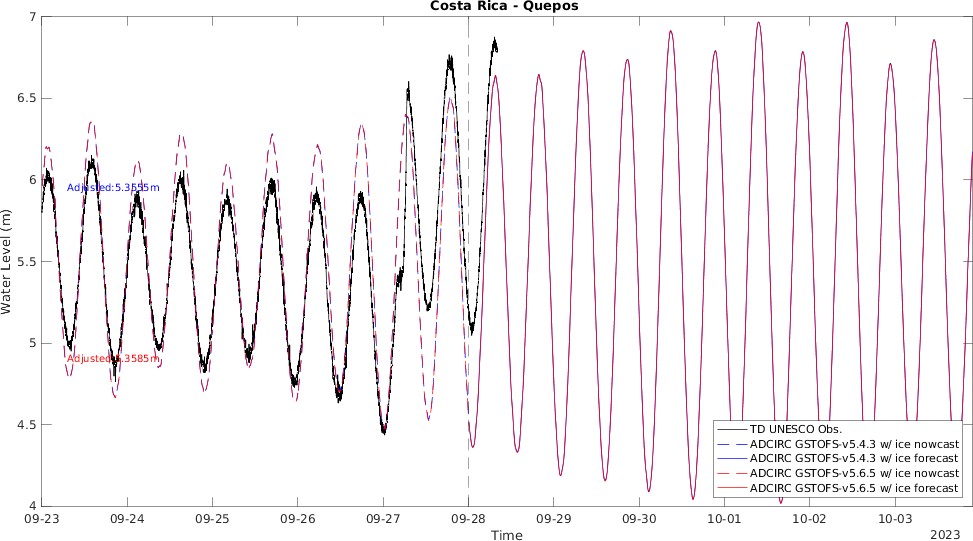 Costa Rica - Quepos
7
6.5
6
5.5
5
4.5
4
Water Level (m)
Adjusted:5.3555m
Adjusted:5.3585m
TD UNESCO Obs.
ADCIRC GSTOFS-v5.4.3 w/ ice nowcast
ADCIRC GSTOFS-v5.4.3 w/ ice forecast
ADCIRC GSTOFS-v5.6.5 w/ ice nowcast
ADCIRC GSTOFS-v5.6.5 w/ ice forecast
09-23 09-24 09-25 09-26 09-27 09-28 09-29 09-30 10-01 10-02 10-03
Time
2023